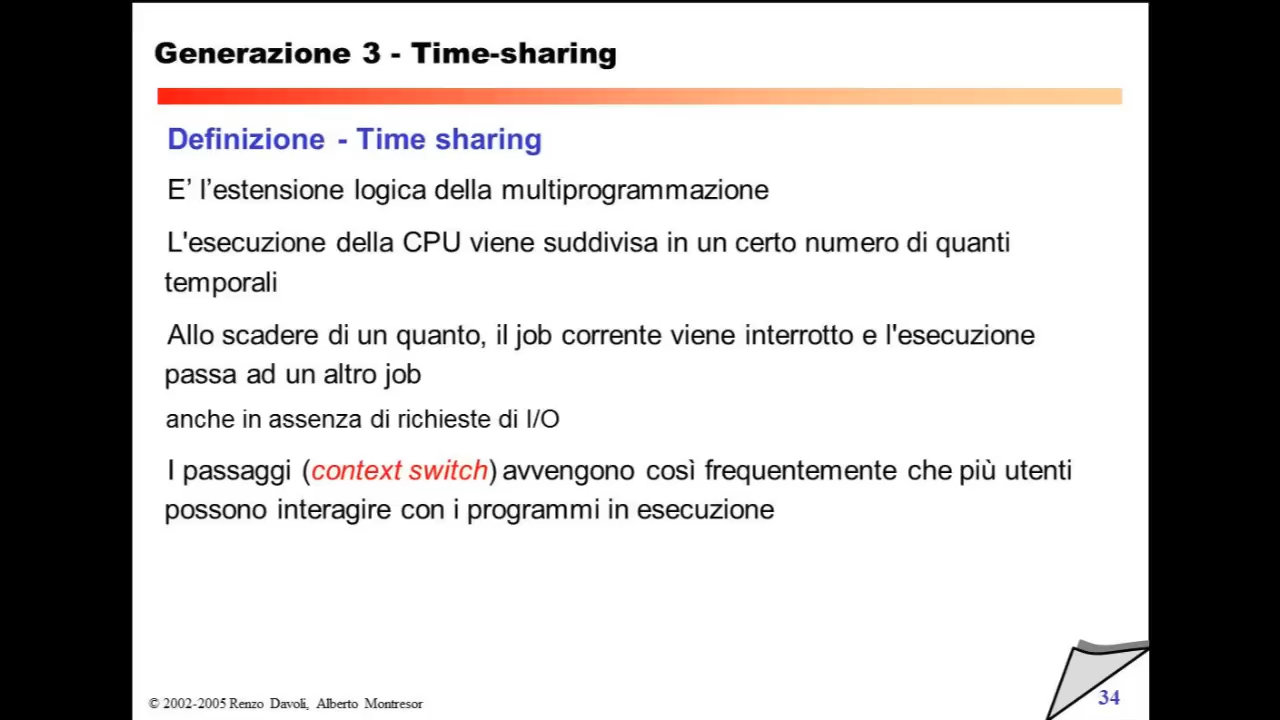 Generazione 3 - Time-sharing
Definizione - Time sharing
E’ l’estensione logica della multiprogrammazione
L'esecuzione della CPU viene suddivisa in un certo numero di quanti
temporali
Allo scadere di un quanto, il job corrente viene interrotto e l'esecuzione
passa ad un altro job
anche in assenza di richieste di I/O
I passaggi (context switch) avvengono così frequentemente che più utenti
possono interagire con i programmi in esecuzione
© 2002-2005 Renzo Davoli, Alberto Montresor
34